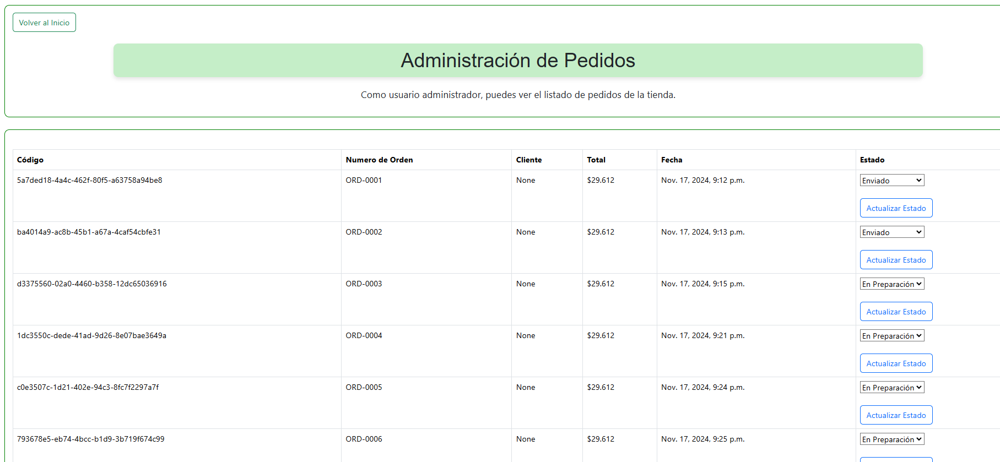 Volver al Inicio
Administración de Pedidos
Como usuario administrador, puedes ver el listado de pedidos de la tienda.
Código Numero de Orden Cliente Total Fecha Estado
5a7ded18-4a4c-462f-80f5-a63758a94be8 ORD-0001 None $29.612 Nov. 17, 2024, 9:12 p.m. Enviado
Actualizar Estado
ba4014a9-ac8b-45b1-a67a-4caf54cbfe31 ORD-0002 None $29.612 Nov. 17, 2024, 9:13 p.m. Enviado
Actualizar Estado
d3375560-02a0-4460-b358-12dc65036916 ORD-0003 None $29.612 Nov. 17, 2024, 9:15 p.m. En Preparación
Actualizar Estado
1dc3550c-dede-41ad-9d26-8e07bae3649a ORD-0004 None $29.612 Nov. 17, 2024, 9:21 p.m. En Preparación
Actualizar Estado
c0e3507c-1d21-402e-94c3-8fc7f2297a7f ORD-0005 None $29.612 Nov. 17, 2024, 9:24 p.m. En Preparación
Actualizar Estado
793678e5-eb74-4bcc-b1d9-3b719f674c99 ORD-0006 None $29.612 Nov. 17, 2024, 9:25 p.m. En Preparación